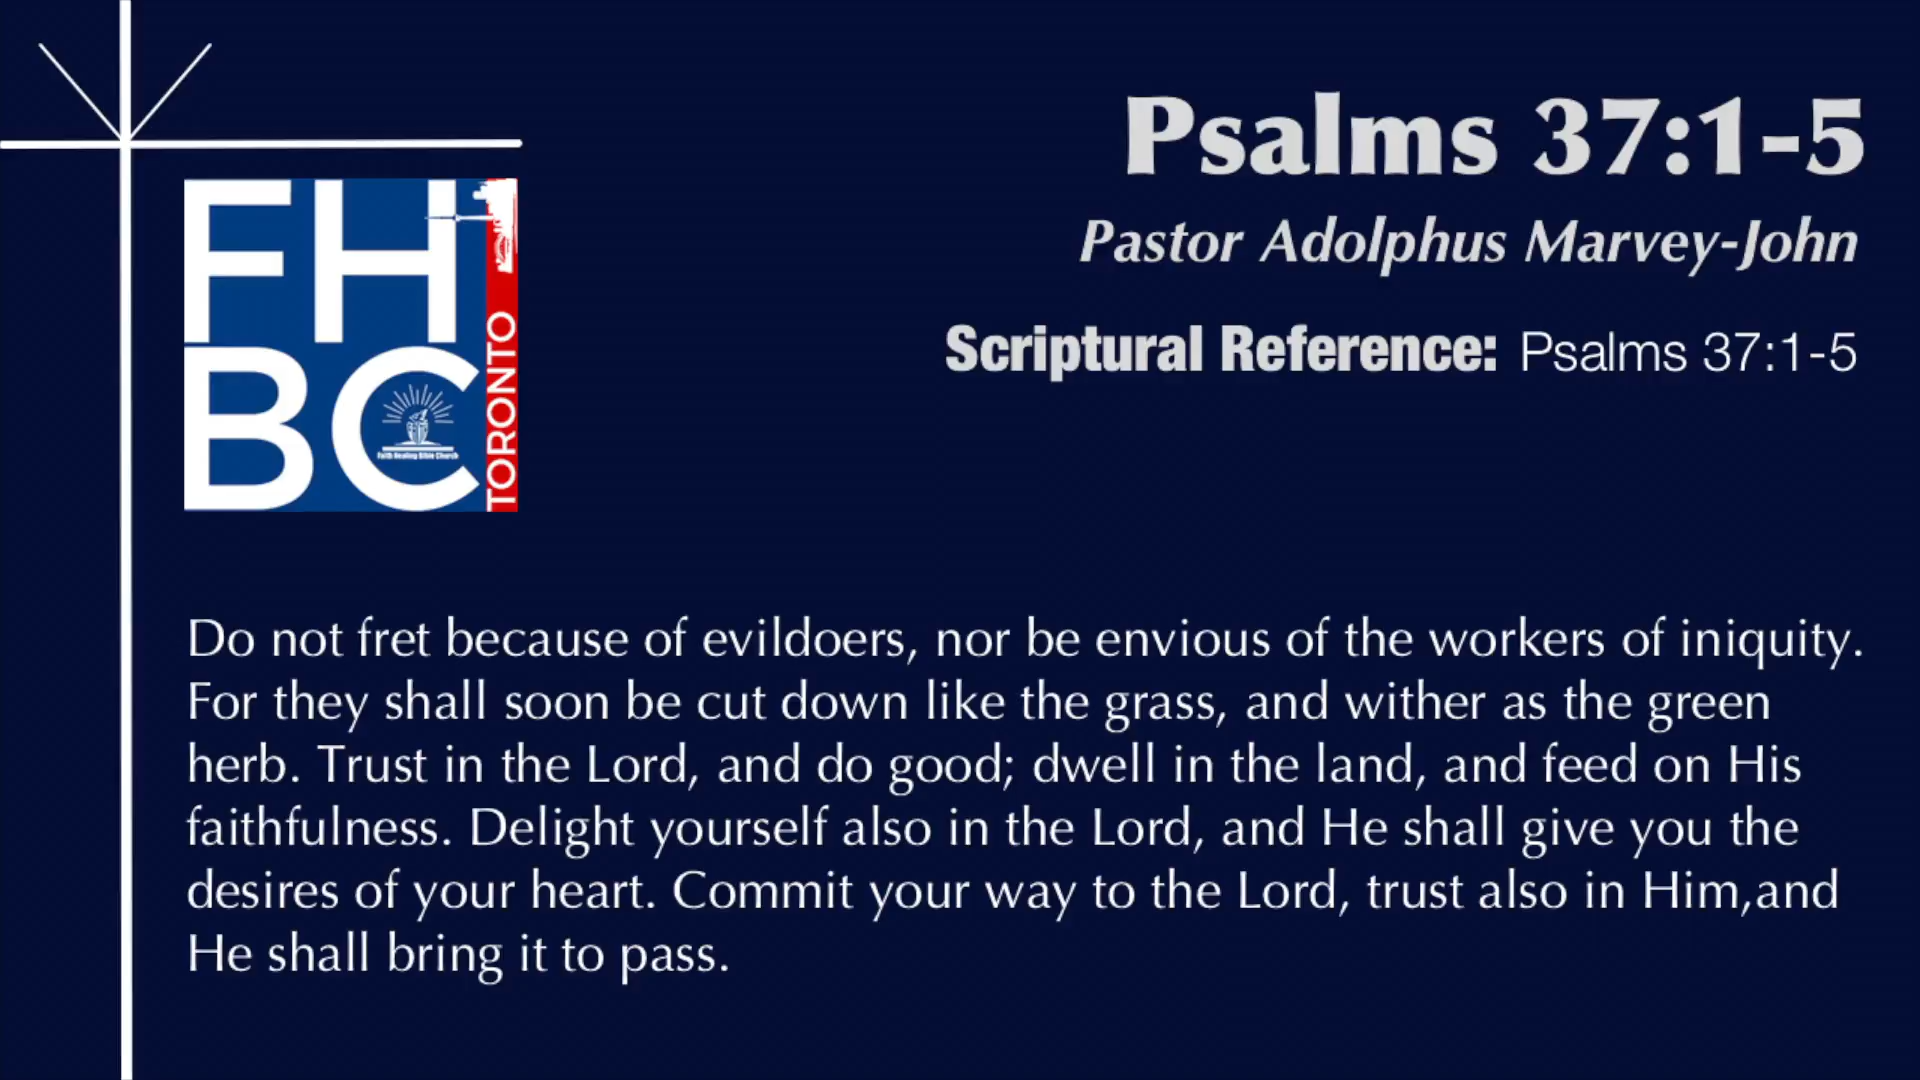 Psalms 37:1-5
Pastor Adolphus Marvey-John
Scriptural Reference: Psalms 37:1-5
FH
BC
TORONTO
Faith Healing Bible Church
Do not fret because of evildoers, nor be envious of the workers of iniquity.
For they shall soon be cut down like the grass, and wither as the green
herb. Trust in the Lord, and do good; dwell in the land, and feed on His
faithfulness. Delight yourself also in the Lord, and He shall give you the
desires of your heart. Commit your way to the Lord, trust also in Him,and
He shall bring it to pass.